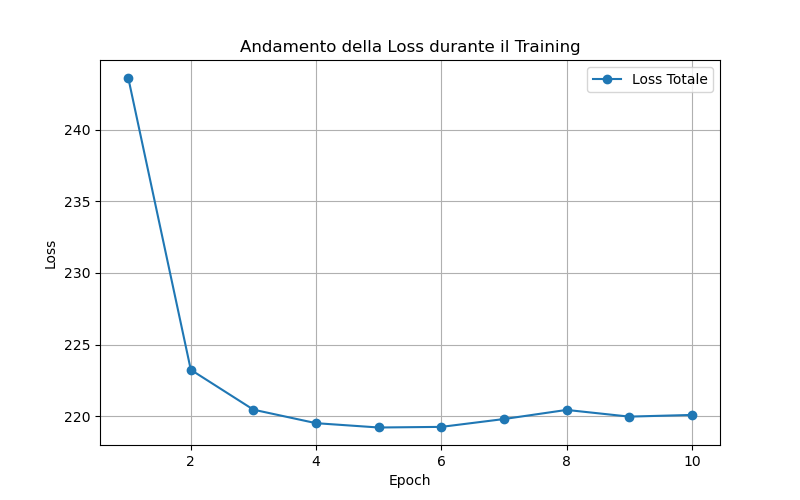 Andamento della Loss durante il Training
Loss Totale
240
235
230
225
220
Loss
2 4 6 8 10
Epoch